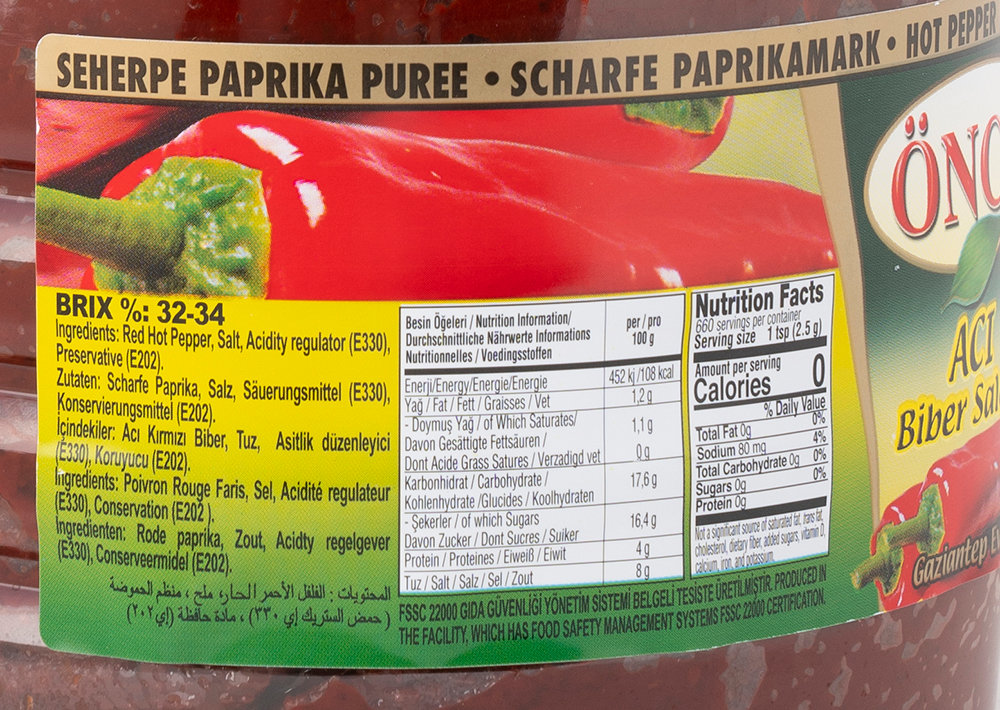 SEHERPE PAPRIKA PUREE • SCHARFE PAPRIKAMARK • HOT PEPPER
ÖNC
ACI
Biber Sal
Gaziantep
BRIX %: 32-34
Ingredients: Red Hot Pepper, Salt, Acidity regulator (E330),
Preservative (E202).
Zutaten: Scharfe Paprika, Salz, Säuerungsmittel (E330),
Konservierungsmittel (E202).
İçindekiler: Acı Kırmızı Biber, Tuz, Asitlik düzenleyici
(E330), Koruyucu (E202).
Ingredients: Poivron Rouge Faris, Sel, Acidité regulateur
(E330), Conservation (E202 ).
Ingredienten: Rode paprika, Zout, Acidty regelgever
(E330), Conserveermidel (E202).
المحتويات : الفلفل الأحمر الحار، ملح ، منظم الحموضة
( حمض الستريك إي ٣٣٠) ، مادة حافظة (إي٢٠٢)
Besin Öğeleri / Nutrition Information/
Durchschnittliche Nährwerte Informations
Nutritionnelles / Voedingsstoffen
per / pro
100 g
Enerji/Energy/Energie/Energie 452 kj /108 kcal
Yağ / Fat / Fett / Graisses / Vet 1,2 g
- Doymuş Yağ / of Which Saturates/ 1,1 g
Davon Gesättigte Fettsäuren /
Dont Acide Grass Satures / Verzadigd vet 0 g
Karbonhidrat / Carbohydrate / 17,6 g
Kohlenhydrate /Glucides / Koolhydraten
- Şekerler / of which Sugars 16,4 g
Davon Zucker / Dont Sucres / Suiker
Protein / Proteines / Eiweiß / Eiwit 4 g
Tuz / Salt / Salz / Sel / Zout 8 g
Nutrition Facts
660 servings per container
Serving size 1 tsp (2.5 g)
Amount per serving
Calories 0
% Daily Value
Total Fat 0g 0%
Sodium 80 mg 4%
Total Carbohydrate 0g 0%
Sugars 0g 0%
Protein 0g
Not a significant source of saturated fat, trans fat,
cholesterol, dietary fiber, added sugars, vitamin D,
calcium, iron, and potassium.
FSSC 22000 GIDA GÜVENLİĞİ YÖNETİM SİSTEMİ BELGELİ TESİSTE ÜRETİLMİŞTİR. PRODUCED IN
THE FACILITY, WHICH HAS FOOD SAFETY MANAGEMENT SYSTEMS FSSC 22000 CERTIFICATION.